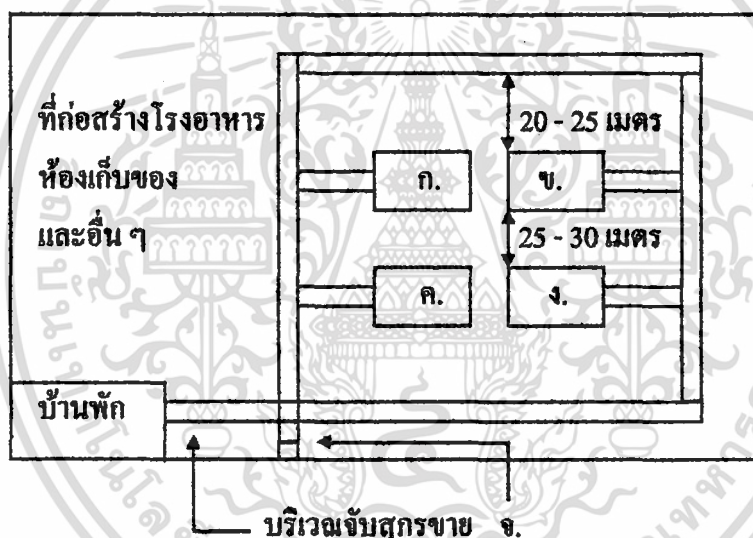 ที่ก่อสร้างโรงอาหาร
ห้องเก็บของ
และอื่น ๆ
20 - 25 เมตร
ก.
ข.
25 - 30 เมตร
ค.
ง.
บ้านพัก
บริเวณจับสุกรขาย
จ.